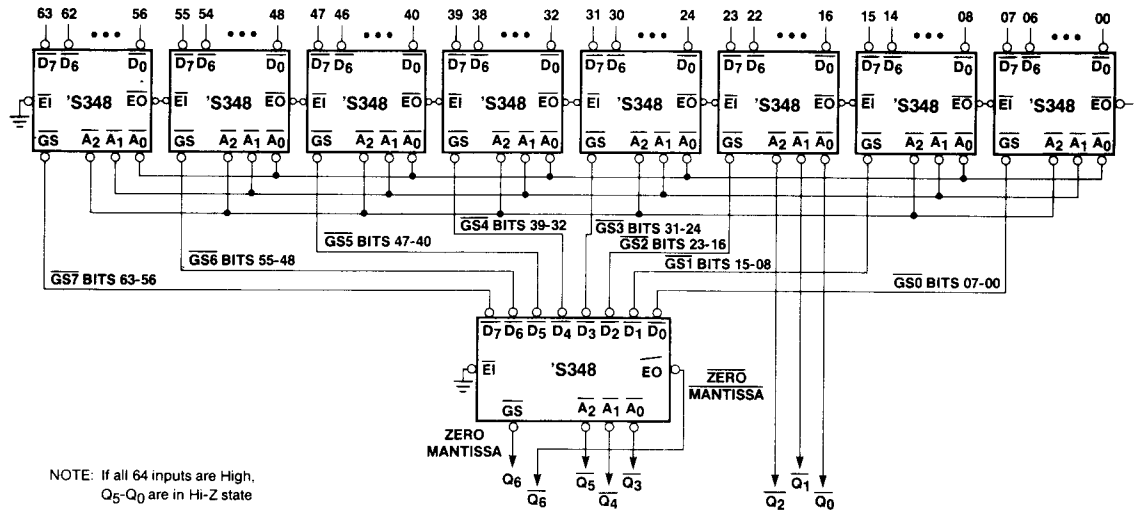 63 62 ••• 56 55 54 ••• 48 47 46 ••• 40 39 38 ••• 32 31 30 ••• 24 23 22 ••• 16 15 14 ••• 08 07 06 ••• 00
D7 D6 D0 D7 D6 D0 D7 D6 D0 D7 D6 D0 D7 D6 D0 D7 D6 D0 D7 D6 D0 D7 D6 D0
EI 'S348 EO EI 'S348 EO EI 'S348 EO EI 'S348 EO EI 'S348 EO EI 'S348 EO EI 'S348 EO EI 'S348 EO
GS A2 A1 A0 GS A2 A1 A0 GS A2 A1 A0 GS A2 A1 A0 GS A2 A1 A0 GS A2 A1 A0 GS A2 A1 A0 GS A2 A1 A0
GS4 BITS 39-32
GS3 BITS 31-24
GS5 BITS 47-40
GS2 BITS 23-16
GS6 BITS 55-48
GS1 BITS 15-08
GS7 BITS 63-56
GS0 BITS 07-00
D7 D6 D5 D4 D3 D2 D1 D0
EI 'S348 EO
ZERO
MANTISSA
GS A2 A1 A0
ZERO
MANTISSA
Q6 Q6 Q5 Q4 Q3 Q2 Q1 Q0
NOTE: If all 64 inputs are High,
Q5-Q0 are in Hi-Z state